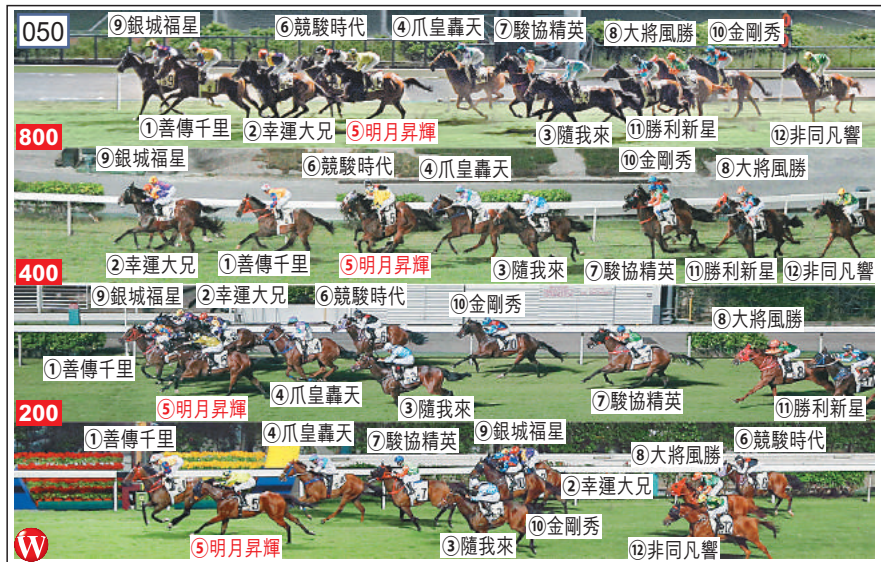 050
⑨銀城福星 ⑥競駿時代 ④爪皇轟天 ⑦駿協精英 ⑧大將風勝 ⑩金剛秀
800 ①善傳千里 ②幸運大兄 ⑤明月昇輝 ③隨我來 ⑪勝利新星 ⑫非同凡響
⑨銀城福星 ⑥競駿時代 ④爪皇轟天 ⑩金剛秀 ⑧大將風勝
400 ②幸運大兄 ①善傳千里 ⑤明月昇輝 ③隨我來 ⑦駿協精英 ⑪勝利新星 ⑫非同凡響
⑨銀城福星 ②幸運大兄 ⑥競駿時代 ⑩金剛秀 ⑧大將風勝
①善傳千里
200 ⑤明月昇輝 ④爪皇轟天 ③隨我來 ⑦駿協精英 ⑪勝利新星
①善傳千里 ④爪皇轟天 ⑦駿協精英 ⑨銀城福星 ⑧大將風勝 ⑥競駿時代
②幸運大兄
⑩金剛秀
W ⑤明月昇輝 ③隨我來 ⑫非同凡響